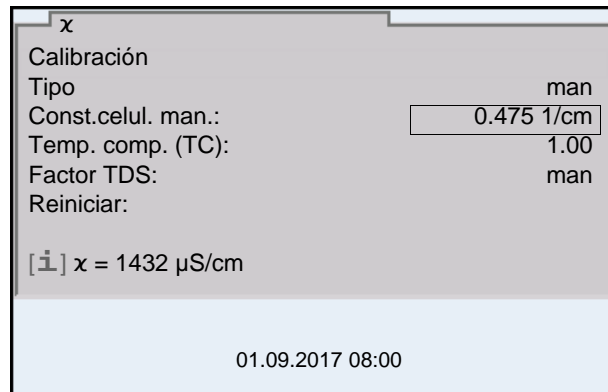 ϰ
Calibración
Tipo man
Const.celul. man.: 0.475 1/cm
Temp. comp. (TC): 1.00
Factor TDS: man
Reiniciar:
[i] ϰ = 1432 µS/cm
01.09.2017 08:00